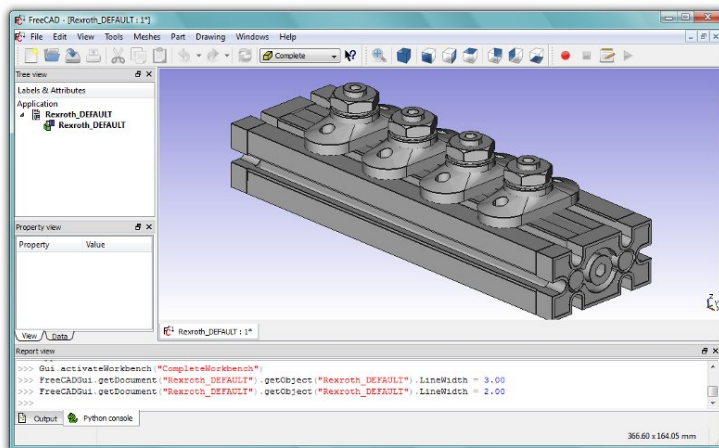 FreeCAD - [Rexroth_DEFAULT : 1*]
File Edit View Tools Meshes Part Drawing Windows Help
Complete
Tree view
Labels & Attributes
Application
Rexroth_DEFAULT
Rexroth_DEFAULT
Property view
Property Value
View Data
Rexroth_DEFAULT : 1*
Report view
>>> Gui.activateWorkbench("CompleteWorkbench")
>>> FreeCADGui.getDocument("Rexroth_DEFAULT").getObject("Rexroth_DEFAULT").LineWidth = 3.00
>>> FreeCADGui.getDocument("Rexroth_DEFAULT").getObject("Rexroth_DEFAULT").LineWidth = 2.00
>>>
Output Python console
366.60 x 164.05 mm